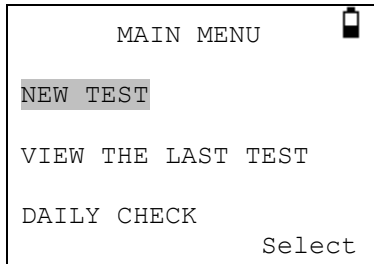 MAIN MENU
NEW TEST
VIEW THE LAST TEST
DAILY CHECK
Select